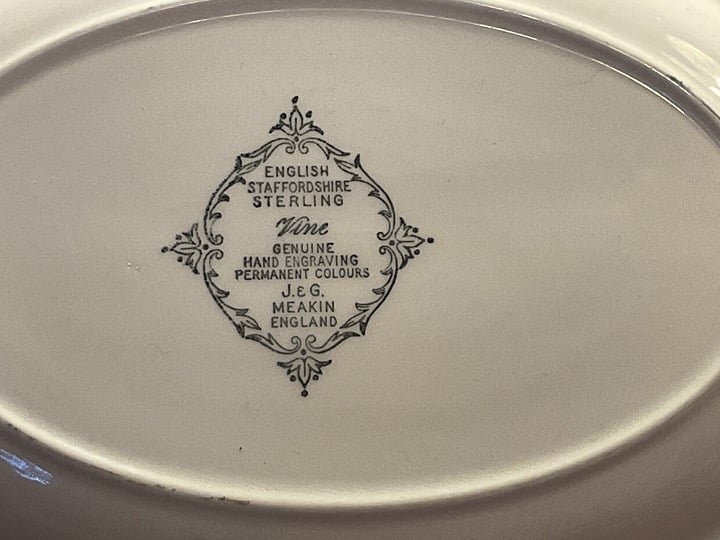 ENGLISH
STAFFORDSHIRE
STERLING
Vine
GENUINE
HAND ENGRAVING
PERMANENT COLOURS
J. & G.
MEAKIN
ENGLAND